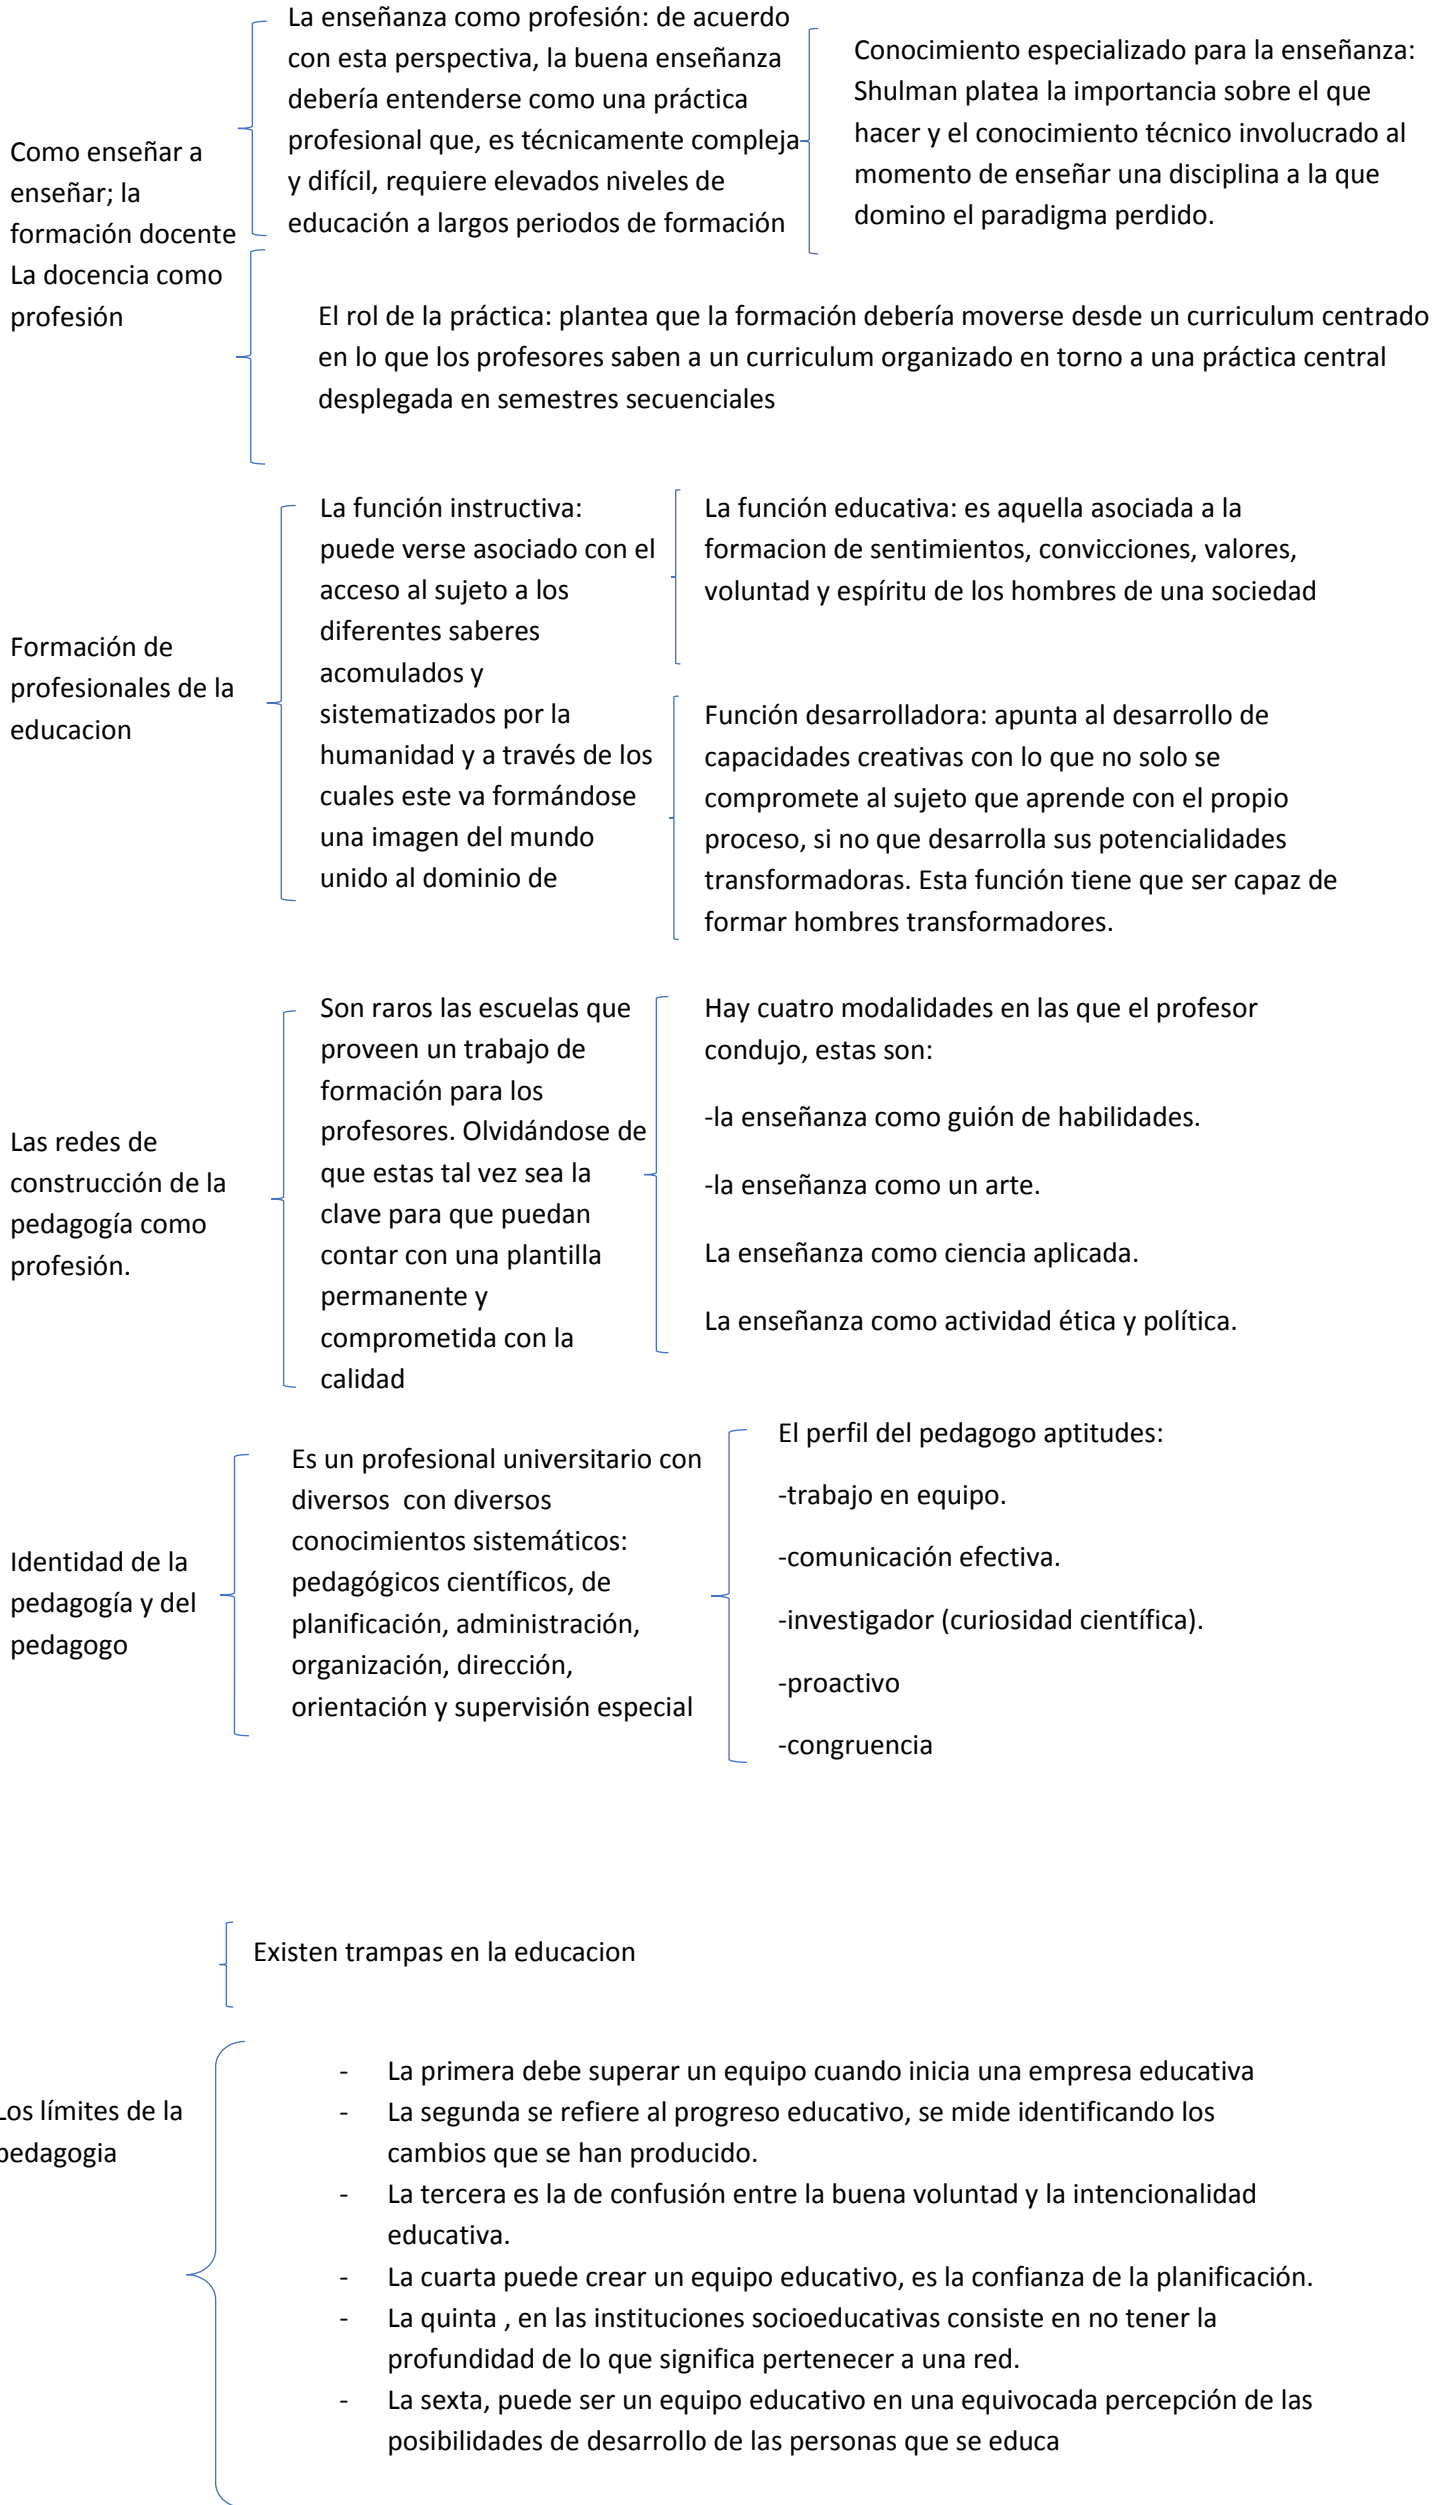 Como enseñar a
enseñar; la
formación docente
La docencia como
profesión
La enseñanza como profesión: de acuerdo
con esta perspectiva, la buena enseñanza
debería entenderse como una práctica
profesional que, es técnicamente compleja
y difícil, requiere elevados niveles de
educación a largos periodos de formación
Conocimiento especializado para la enseñanza:
Shulman platea la importancia sobre el que
hacer y el conocimiento técnico involucrado al
momento de enseñar una disciplina a la que
domino el paradigma perdido.
El rol de la práctica: plantea que la formación debería moverse desde un curriculum centrado
en lo que los profesores saben a un curriculum organizado en torno a una práctica central
desplegada en semestres secuenciales
Formación de
profesionales de la
educacion
La función instructiva:
puede verse asociado con el
acceso al sujeto a los
diferentes saberes
acumulados y
sistematizados por la
humanidad y a través de los
cuales este va formándose
una imagen del mundo
unido al dominio de
La función educativa: es aquella asociada a la
formacion de sentimientos, convicciones, valores,
voluntad y espíritu de los hombres de una sociedad
Función desarrolladora: apunta al desarrollo de
capacidades creativas con lo que no solo se
compromete al sujeto que aprende con el propio
proceso, si no que desarrolla sus potencialidades
transformadoras. Esta función tiene que ser capaz de
formar hombres transformadores.
Las redes de
construcción de la
pedagogía como
profesión.
Son raros las escuelas que
proveen un trabajo de
formación para los
profesores. Olvidándose de
que estas tal vez sea la
clave para que puedan
contar con una plantilla
permanente y
comprometida con la
calidad
Hay cuatro modalidades en las que el profesor
condujo, estas son:
-la enseñanza como guión de habilidades.
-la enseñanza como un arte.
La enseñanza como ciencia aplicada.
La enseñanza como actividad ética y política.
Identidad de la
pedagogía y del
pedagogo
Es un profesional universitario con
diversos  con diversos
conocimientos sistemáticos:
pedagógicos científicos, de
planificación, administración,
organización, dirección,
orientación y supervisión especial
El perfil del pedagogo aptitudes:
-trabajo en equipo.
-comunicación efectiva.
-investigador (curiosidad científica).
-proactivo
-congruencia
Existen trampas en la educacion
Los límites de la
pedagogia
- La primera debe superar un equipo cuando inicia una empresa educativa
- La segunda se refiere al progreso educativo, se mide identificando los
cambios que se han producido.
- La tercera es la de confusión entre la buena voluntad y la intencionalidad
educativa.
- La cuarta puede crear un equipo educativo, es la confianza de la planificación.
- La quinta , en las instituciones socioeducativas consiste en no tener la
profundidad de lo que significa pertenecer a una red.
- La sexta, puede ser un equipo educativo en una equivocada percepción de las
posibilidades de desarrollo de las personas que se educa